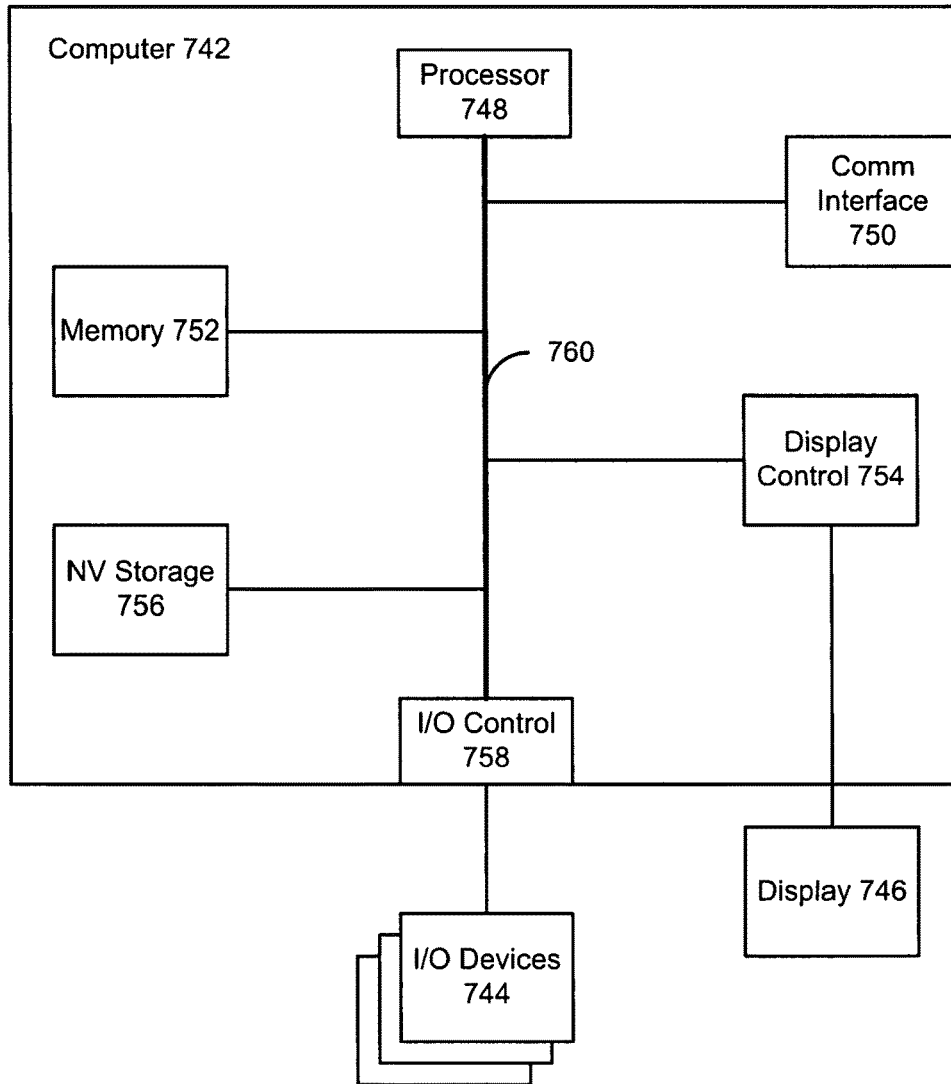 Computer 742
Processor
748
Comm
Interface
750
Memory 752
760
Display
Control 754
NV Storage
756
I/O Control
758
Display 746
I/O Devices
744